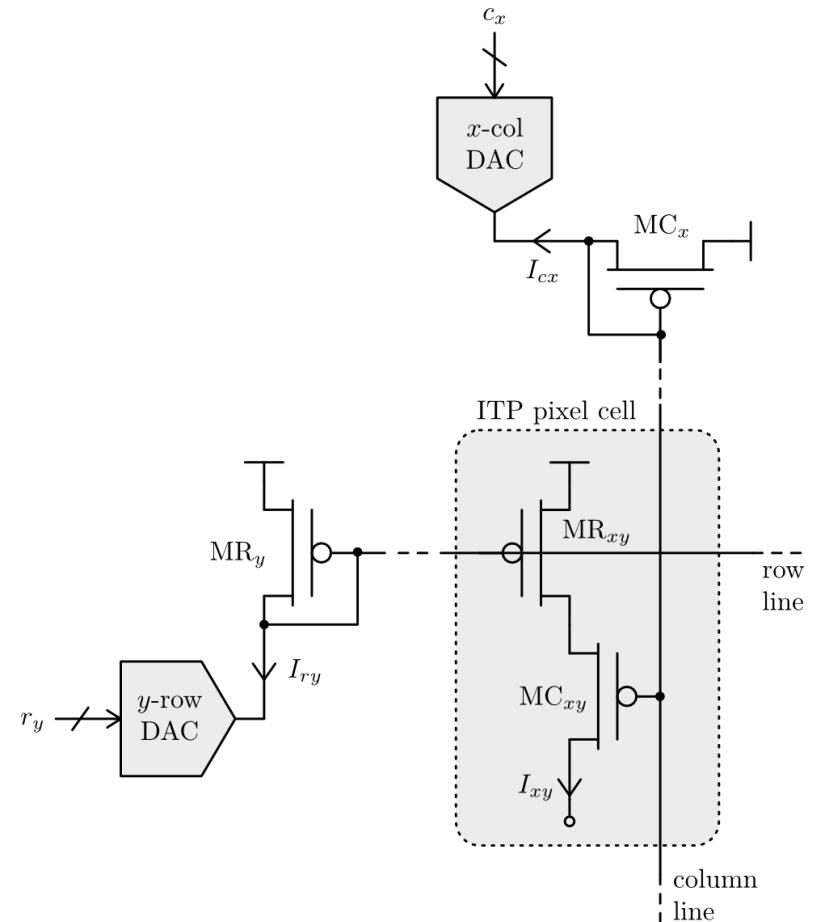 c_x
x-col
DAC
MC_x
I_cx
ITP pixel cell
MR_y
MR_xy
row
line
I_ry
y-row
DAC
r_y
MC_xy
I_xy
column
line